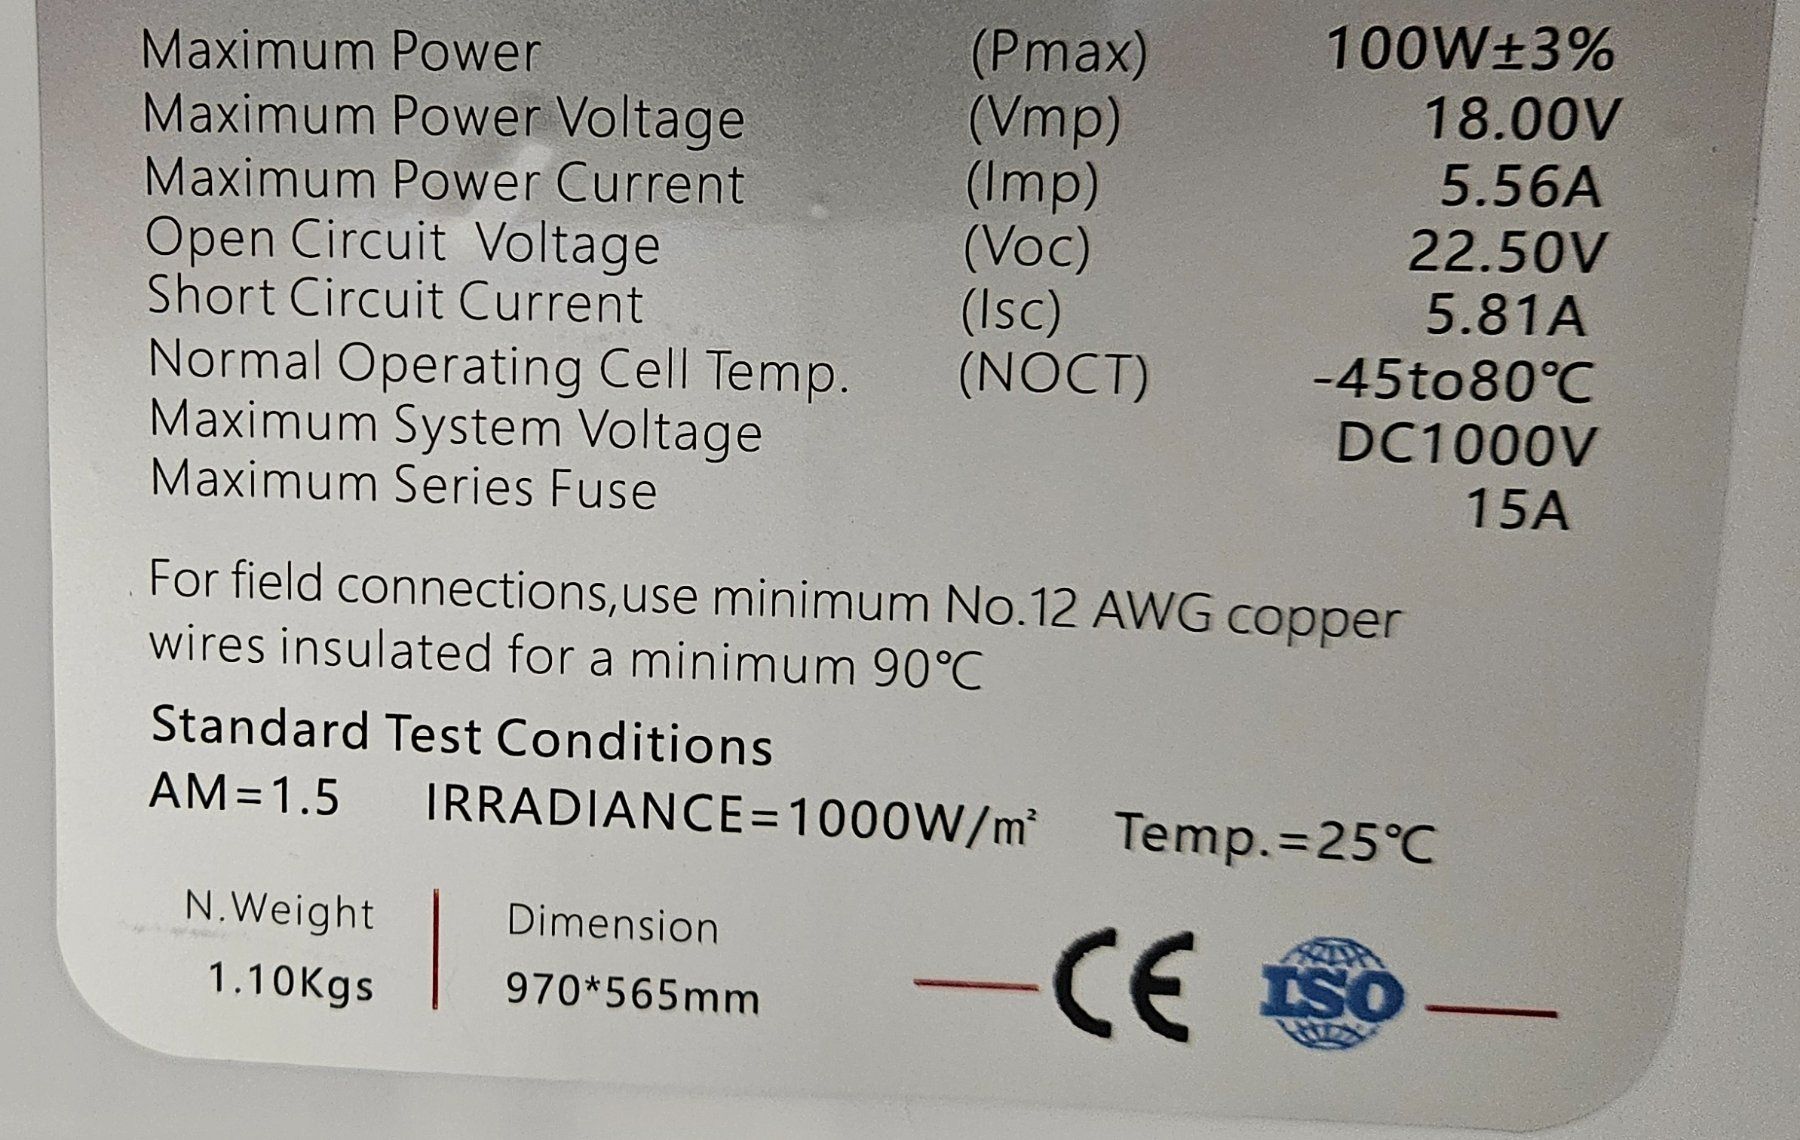 Maximum Power (Pmax) 100W±3%
Maximum Power Voltage (Vmp) 18.00V
Maximum Power Current (Imp) 5.56A
Open Circuit Voltage (Voc) 22.50V
Short Circuit Current (Isc) 5.81A
Normal Operating Cell Temp. (NOCT) -45to80℃
Maximum System Voltage DC1000V
Maximum Series Fuse 15A
For field connections,use minimum No.12 AWG copper
wires insulated for a minimum 90℃
Standard Test Conditions
AM=1.5 IRRADIANCE=1000W/m² Temp.=25℃
N.Weight Dimension
1.10Kgs 970*565mm
CE ISO